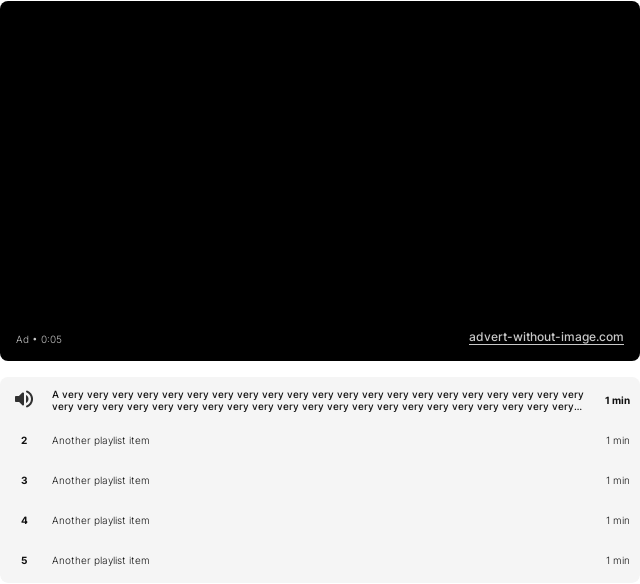 Ad • 0:05
advert-without-image.com
A very very very very very very very very very very very very very very very very very very very very very
very very very very very very very very very very very very very very very very very very very very very...
1 min
2 Another playlist item 1 min
3 Another playlist item 1 min
4 Another playlist item 1 min
5 Another playlist item 1 min